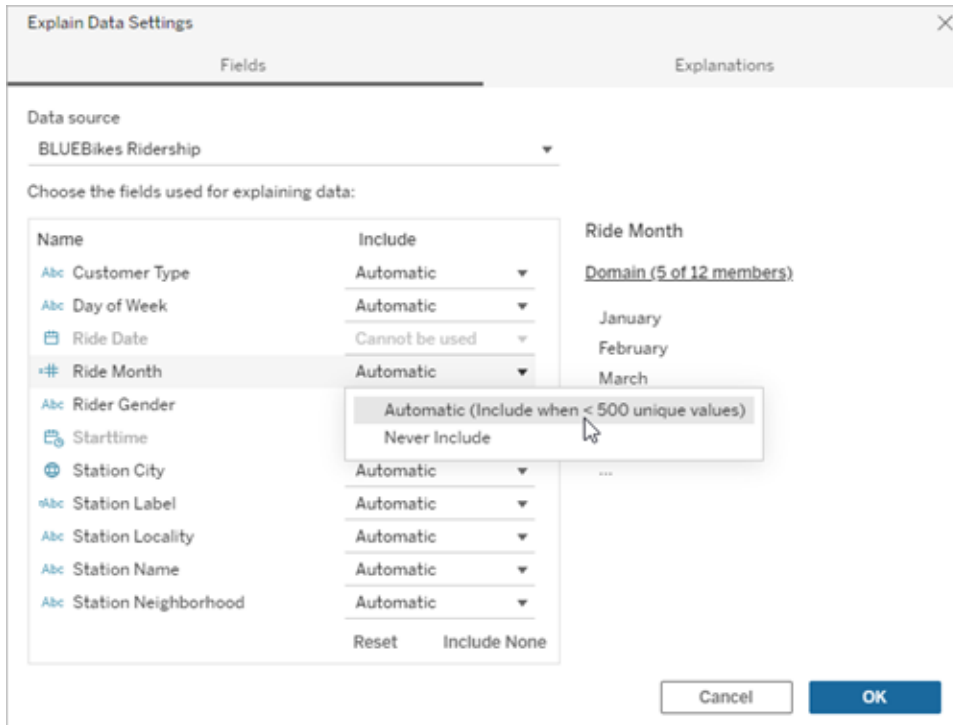 Explain Data Settings
Fields Explanations
Data source
BLUEBikes Ridership
Choose the fields used for explaining data:
Name Include
Abc Customer Type Automatic
Abc Day of Week Automatic
Ride Date Cannot be used
=# Ride Month Automatic
Abc Rider Gender
Starttime
Station City Automatic
=Abc Station Label Automatic
Abc Station Locality Automatic
Abc Station Name Automatic
Abc Station Neighborhood Automatic
Reset Include None
Automatic (Include when < 500 unique values)
Never Include
Ride Month
Domain (5 of 12 members)
January
February
March
...
Cancel OK